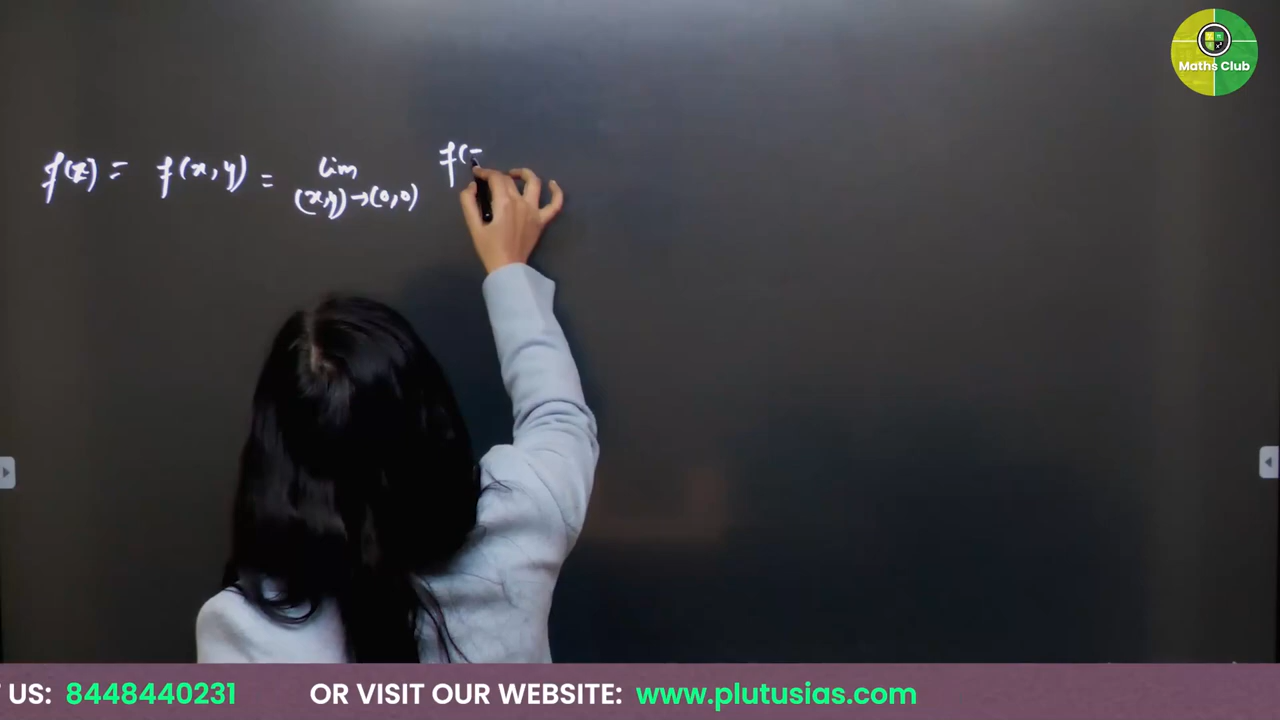 Maths Club
f(z) = f(x,y) = lim f(
(x,y)→(0,0)
US: 8448440231 OR VISIT OUR WEBSITE: www.plutusias.com